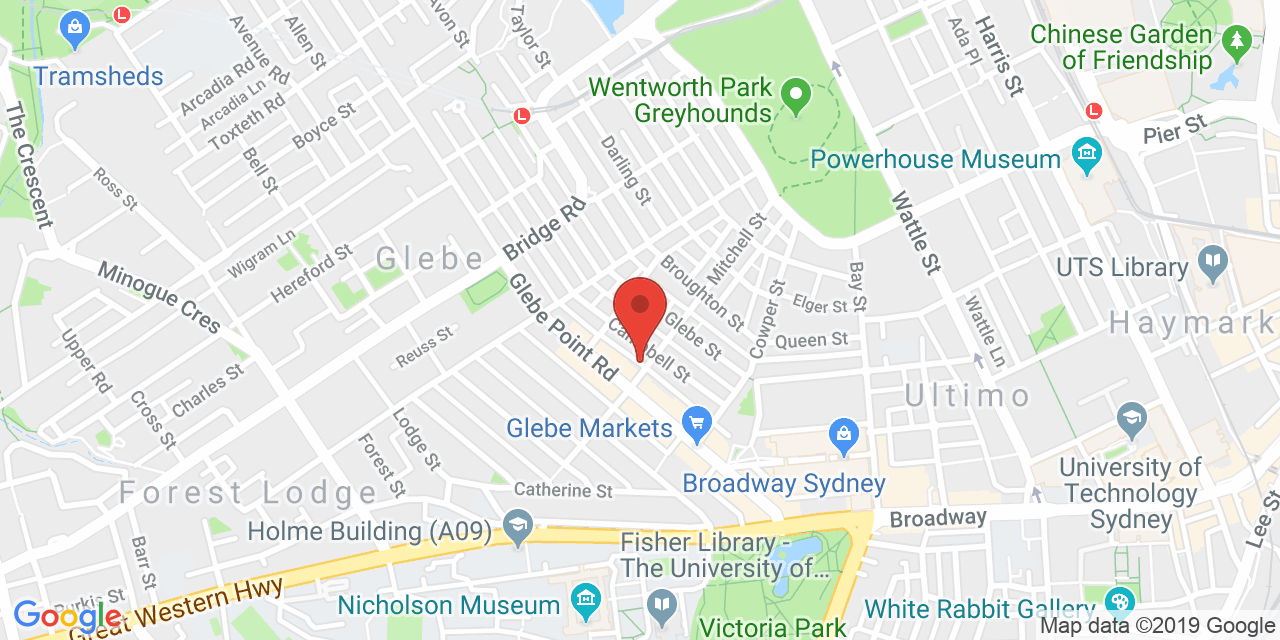 Tramsheds
Avenue Rd
Allen St
Avon St
Taylor St
Arcadia Rd
Arcadia Ln
Toxteth Rd
Boyce St
Bell St
The Crescent
Ross St
Wigram Ln
Hereford St
Minogue Cres
Glebe
Bridge Rd
Darling St
Wentworth Park
Greyhounds
Harris St
Ada Pl
Chinese Garden
of Friendship
Pier St
Powerhouse Museum
Wattle St
UTS Library
Haymark
Mitchell St
Broughton St
Bay St
Elger St
Cowper St
Queen St
Wattle Ln
Glebe Point Rd
Glebe St
Campbell St
Reuss St
Upper Rd
Charles St
Cross St
Lodge St
Forest St
Forest Lodge
Glebe Markets
Ultimo
Broadway Sydney
University of
Technology
Sydney
Catherine St
Broadway
Lee St
Holme Building (A09)
Fisher Library -
The University of...
Barr St
Great Western Hwy
Nicholson Museum
Victoria Park
White Rabbit Gallery
Google
Map data ©2019 Google